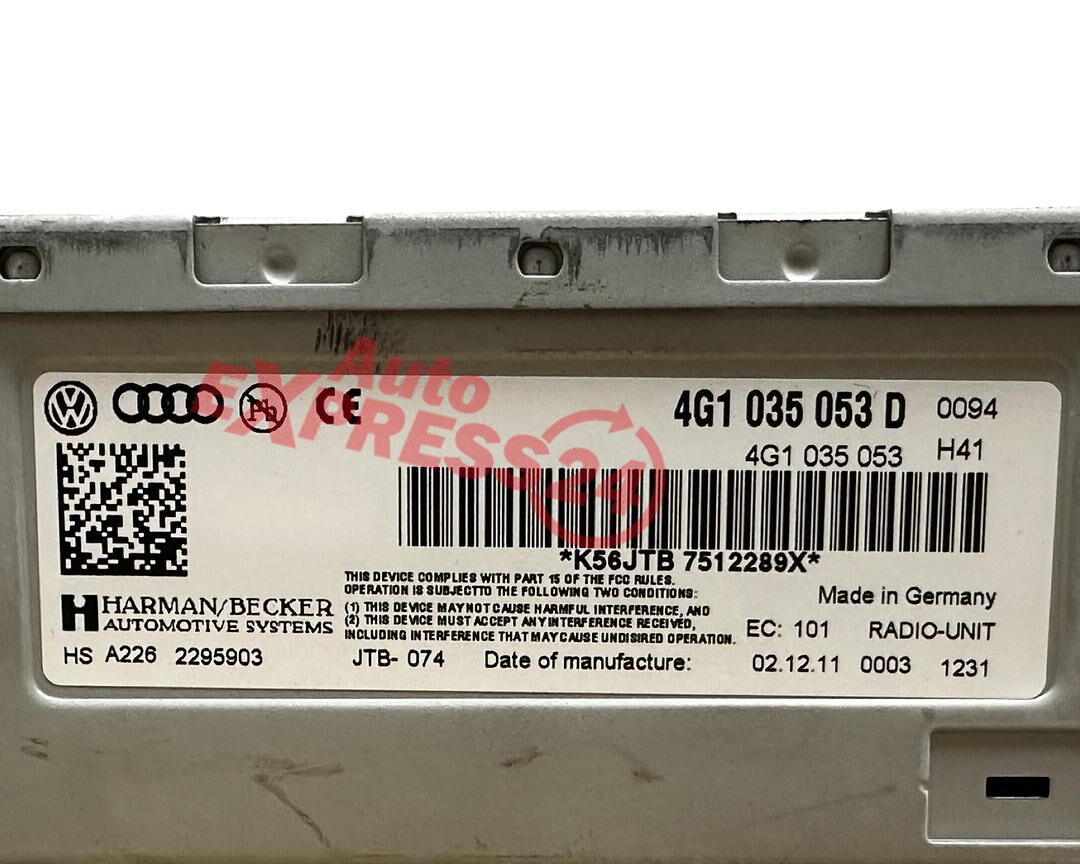 Auto
EXPRESS24
Pb
CE
4G1 035 053 D 0094
4G1 035 053 H41
*K56JTB 7512289X*
THIS DEVICE COMPLIES WITH PART 15 OF THE FCC RULES.
OPERATION IS SUBJECTTO THE FOLLOWING TWO CONDITIONS:
(1) THIS DEVICE MAYNOT CAUSE HARMFUL INTERFERENCE, AND
(2) THIS DEVICE MUST ACCEPT ANYINTERFERENCE RECEIVED,
INCLUDING INTERFERENCE THAT MAYCAUSE UNDISIRED OPERATION.
Made in Germany
HARMAN/BECKER
AUTOMOTIVE SYSTEMS
EC: 101 RADIO-UNIT
HS A226 2295903 JTB- 074 Date of manufacture: 02.12.11 0003 1231